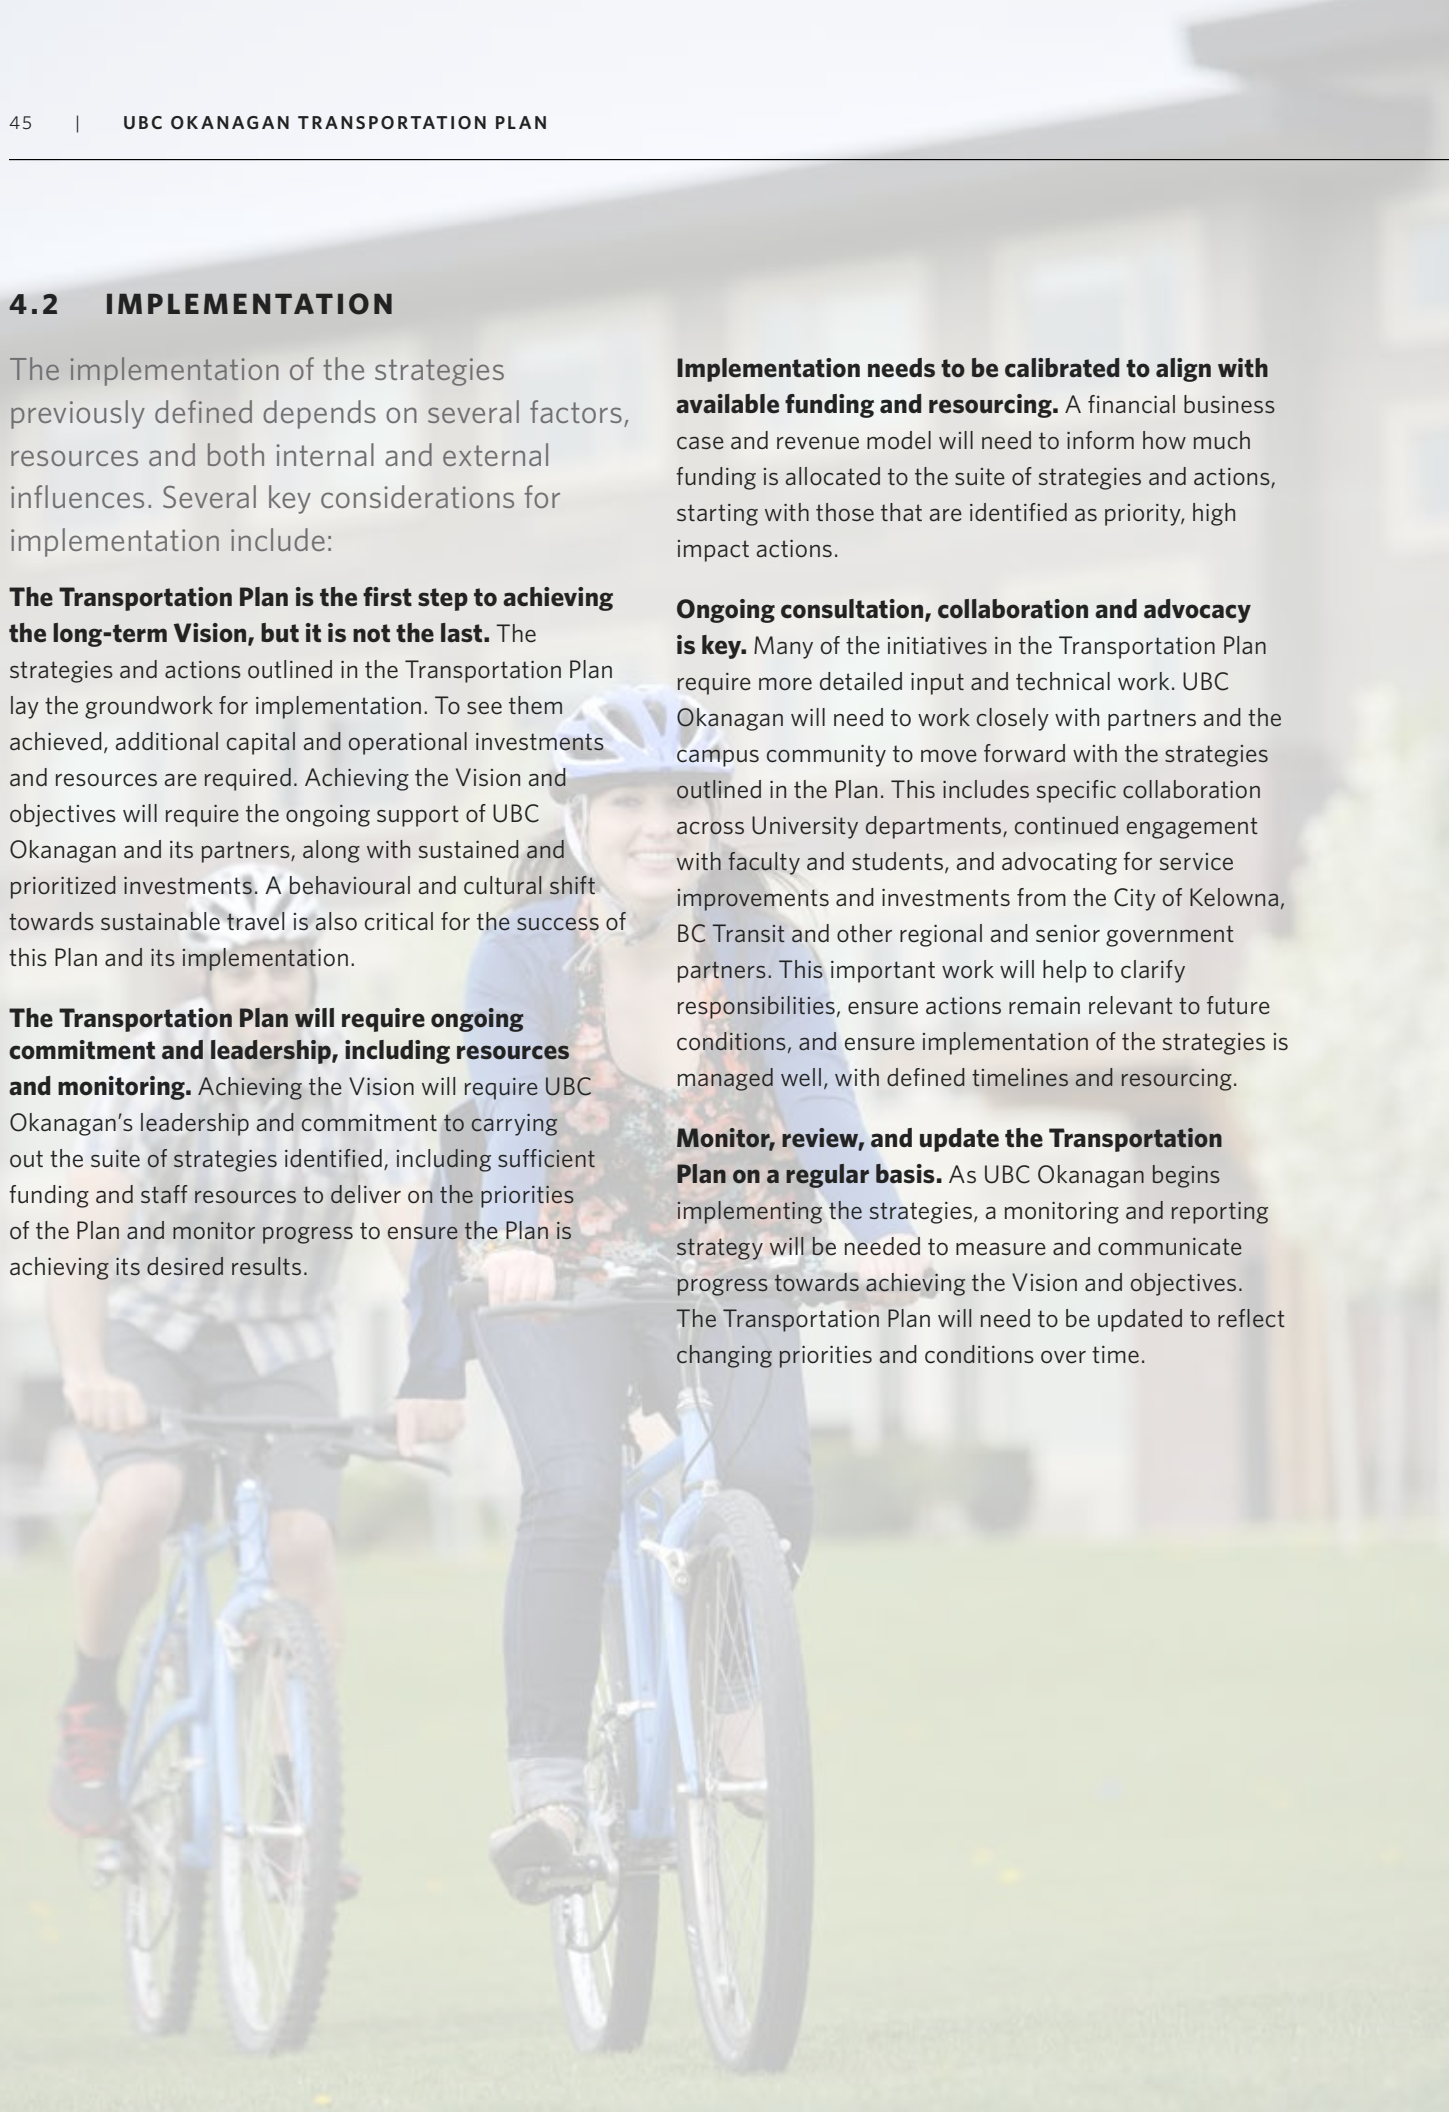 45 | UBC OKANAGAN TRANSPORTATION PLAN
4.2 IMPLEMENTATION
The implementation of the strategies
previously defined depends on several factors,
resources and both internal and external
influences. Several key considerations for
implementation include:
The Transportation Plan is the first step to achieving
the long-term Vision, but it is not the last. The
strategies and actions outlined in the Transportation Plan
lay the groundwork for implementation. To see them
achieved, additional capital and operational investments
and resources are required. Achieving the Vision and
objectives will require the ongoing support of UBC
Okanagan and its partners, along with sustained and
prioritized investments. A behavioural and cultural shift
towards sustainable travel is also critical for the success of
this Plan and its implementation.
The Transportation Plan will require ongoing
commitment and leadership, including resources
and monitoring. Achieving the Vision will require UBC
Okanagan’s leadership and commitment to carrying
out the suite of strategies identified, including sufficient
funding and staff resources to deliver on the priorities
of the Plan and monitor progress to ensure the Plan is
achieving its desired results.
Implementation needs to be calibrated to align with
available funding and resourcing. A financial business
case and revenue model will need to inform how much
funding is allocated to the suite of strategies and actions,
starting with those that are identified as priority, high
impact actions.
Ongoing consultation, collaboration and advocacy
is key. Many of the initiatives in the Transportation Plan
require more detailed input and technical work. UBC
Okanagan will need to work closely with partners and the
campus community to move forward with the strategies
outlined in the Plan. This includes specific collaboration
across University departments, continued engagement
with faculty and students, and advocating for service
improvements and investments from the City of Kelowna,
BC Transit and other regional and senior government
partners. This important work will help to clarify
responsibilities, ensure actions remain relevant to future
conditions, and ensure implementation of the strategies is
managed well, with defined timelines and resourcing.
Monitor, review, and update the Transportation
Plan on a regular basis. As UBC Okanagan begins
implementing the strategies, a monitoring and reporting
strategy will be needed to measure and communicate
progress towards achieving the Vision and objectives.
The Transportation Plan will need to be updated to reflect
changing priorities and conditions over time.